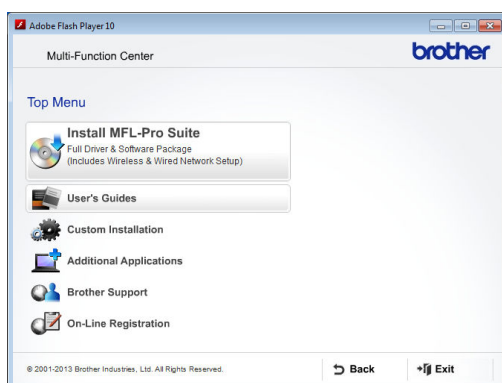 Adobe Flash Player 10
Multi-Function Center
brother
Top Menu
Install MFL-Pro Suite
Full Driver & Software Package
(Includes Wireless & Wired Network Setup)
User's Guides
Custom Installation
Additional Applications
Brother Support
On-Line Registration
© 2001-2013 Brother Industries, Ltd. All Rights Reserved.
Back
Exit